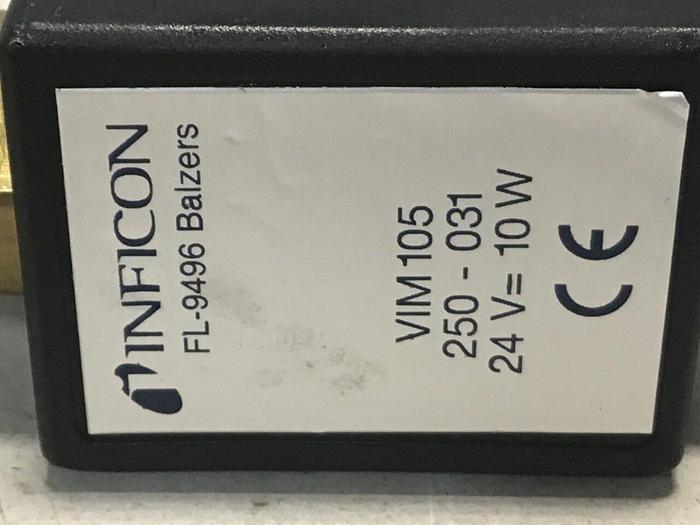 INFICON
FL-9496 Balzers
VIM105
250 - 031
24 V= 10 W
CE